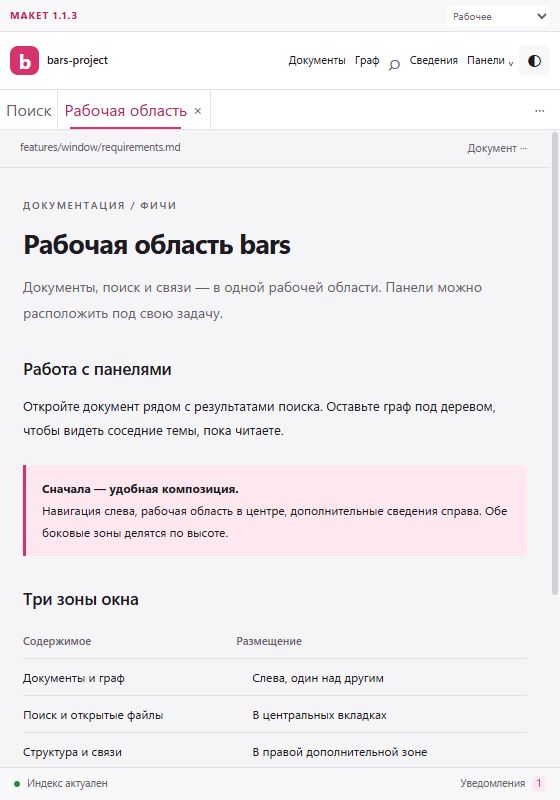 МАКЕТ 1.1.3
Рабочее
b bars-project
Документы Граф Сведения Панели
Поиск Рабочая область × ···
features/window/requirements.md Документ ···
ДОКУМЕНТАЦИЯ / ФИЧИ
Рабочая область bars
Документы, поиск и связи — в одной рабочей области. Панели можно
расположить под свою задачу.
Работа с панелями
Откройте документ рядом с результатами поиска. Оставьте граф под деревом,
чтобы видеть соседние темы, пока читаете.
Сначала — удобная композиция.
Навигация слева, рабочая область в центре, дополнительные сведения справа. Обе
боковые зоны делятся по высоте.
Три зоны окна
Содержимое Размещение
Документы и граф Слева, один над другим
Поиск и открытые файлы В центральных вкладках
Структура и связи В правой дополнительной зоне
Индекс актуален Уведомления 1